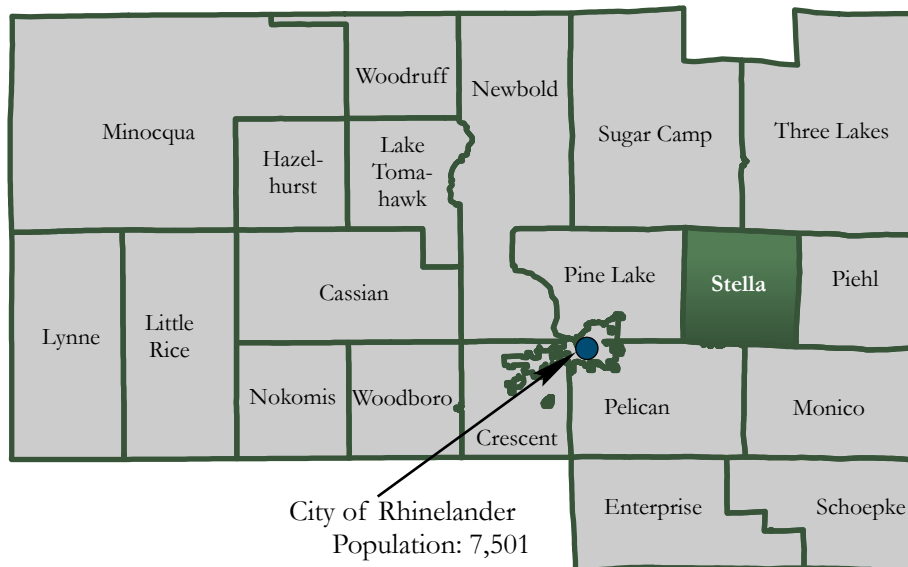 Woodruff
Newbold
Minocqua
Sugar Camp
Three Lakes
Hazel-
hurst
Lake
Toma-
hawk
Pine Lake
Stella
Piehl
Cassian
Lynne
Little
Rice
Nokomis
Woodboro
Pelican
Monico
Crescent
Enterprise
Schoepke
City of Rhinelander
Population: 7,501